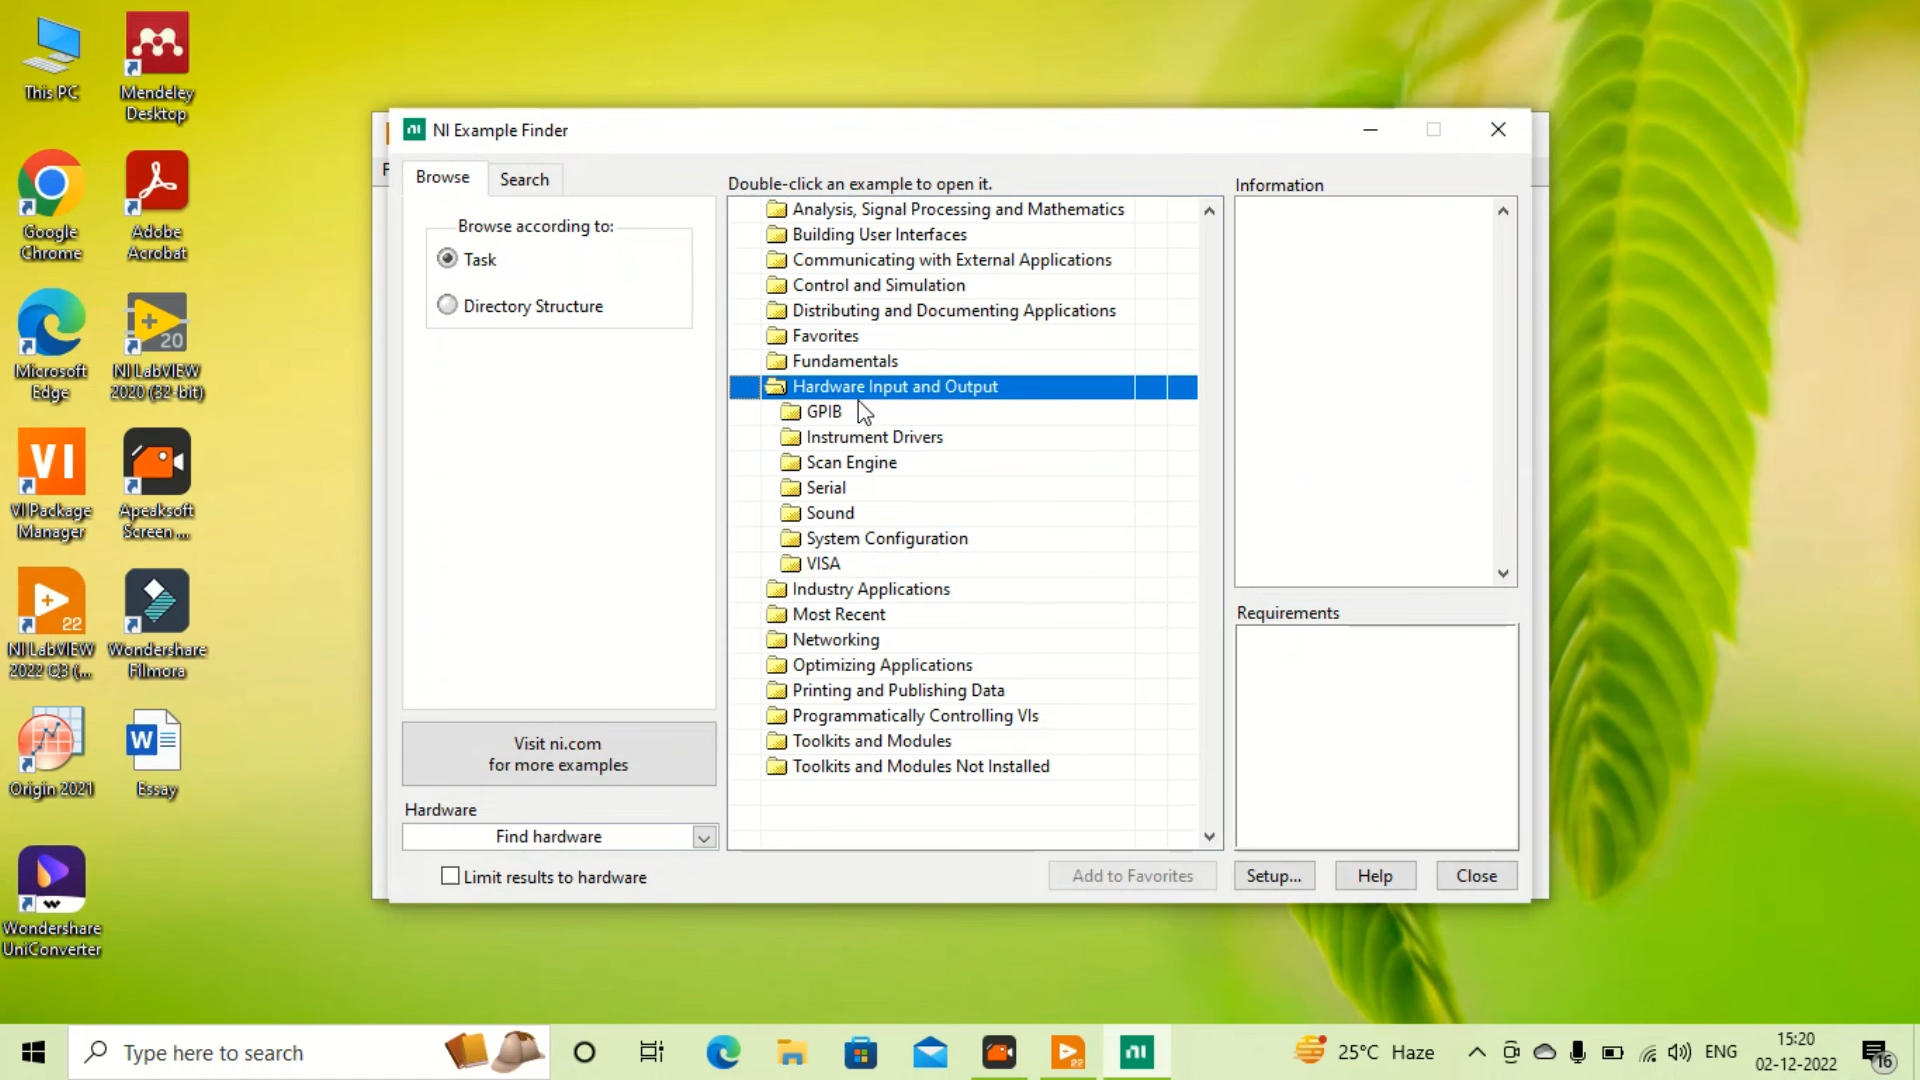 This PC
Mendeley
Desktop
Google
Chrome
Adobe
Acrobat
Microsoft
Edge
20
NI LabVIEW
2020 (32-bit)
VI
VI Package
Manager
Apeaksoft
Screen ...
22
NI LabVIEW
2022 Q3 (...
Wondershare
Filmora
Origin 2021
W
Essay
Wondershare
UniConverter
NI Example Finder
F
Browse
Search
Browse according to:
Task
Directory Structure
Visit ni.com
for more examples
Hardware
Find hardware
Limit results to hardware
Double-click an example to open it.
Analysis, Signal Processing and Mathematics
Building User Interfaces
Communicating with External Applications
Control and Simulation
Distributing and Documenting Applications
Favorites
Fundamentals
Hardware Input and Output
GPIB
Instrument Drivers
Scan Engine
Serial
Sound
System Configuration
VISA
Industry Applications
Most Recent
Networking
Optimizing Applications
Printing and Publishing Data
Programmatically Controlling VIs
Toolkits and Modules
Toolkits and Modules Not Installed
Information
Requirements
Add to Favorites
Setup...
Help
Close
Type here to search
22
25°C Haze
ENG
15:20
02-12-2022
16